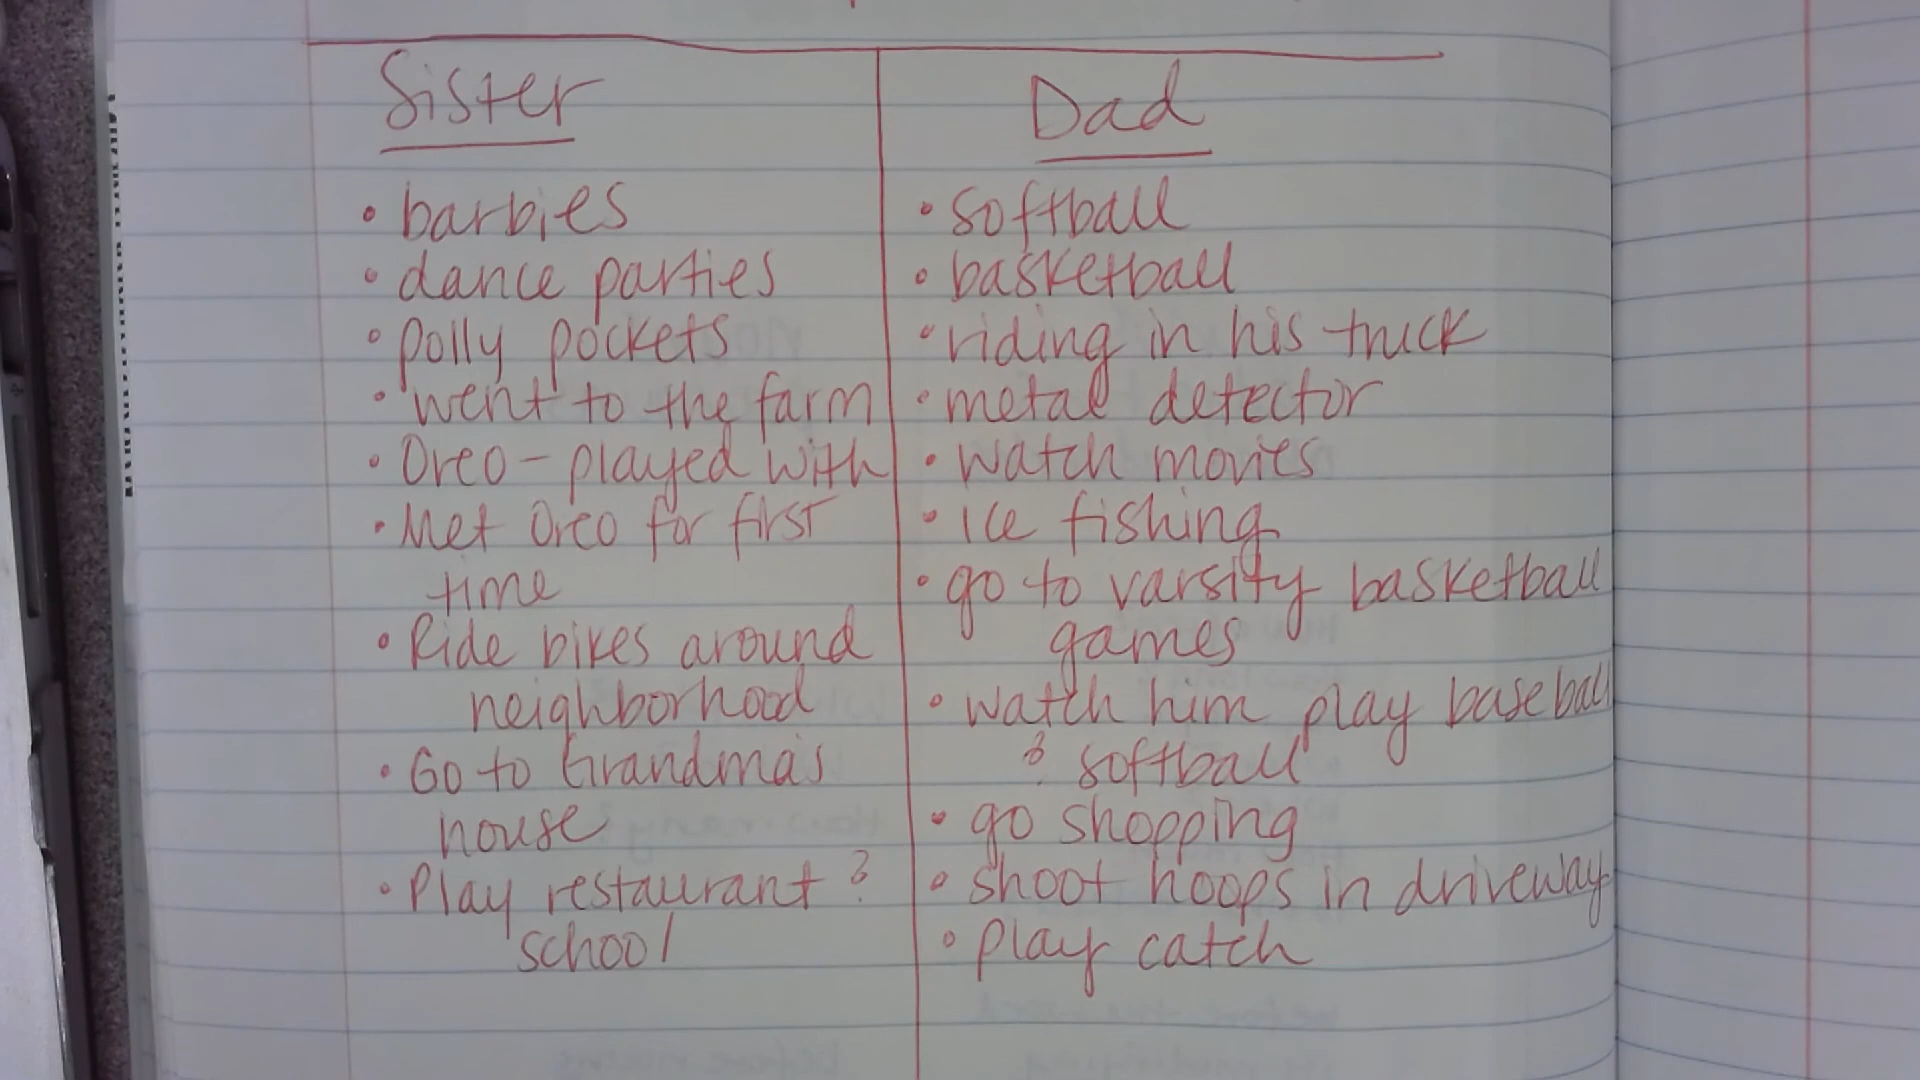 Sister
• barbies
• dance parties
• polly pockets
• went to the farm
• Oreo - played with
• Met Oreo for first
time
• Ride bikes around
neighborhood
• Go to Grandma's
house
• Play restaurant &
school
Dad
• softball
• basketball
• riding in his truck
• metal detector
• watch movies
• ice fishing
• go to varsity basketball
games
• watch him play baseball
& softball
• go shopping
• shoot hoops in driveway
• play catch